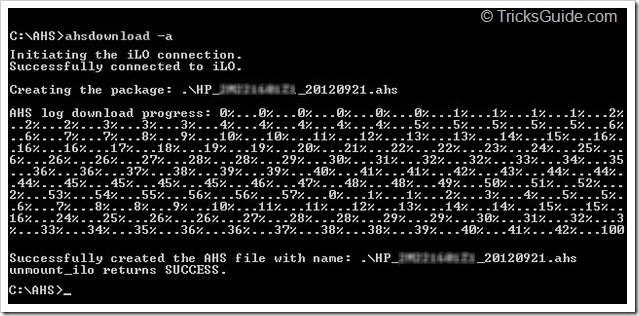 © TricksGuide.com
C:\AHS>ahsdownload -a
Initiating the iLO connection.
Successfully connected to iLO.
Creating the package: .\HP_ _20120921.ahs
AHS log download progress: 0%...0%...0%...0%...0%...0%...1%...1%...1%...1%...2%
...2%...2%...3%...3%...3%...4%...4%...4%...4%...4%...5%...5%...5%...5%...5%...6%
...6%...7%...7%...8%...9%...10%...10%...11%...12%...13%...13%...14%...15%...16%.
..16%...16%...17%...18%...19%...19%...20%...21%...22%...22%...23%...24%...25%...2
6%...26%...26%...27%...28%...28%...29%...30%...31%...32%...32%...33%...34%...35
%...36%...36%...37%...38%...39%...39%...40%...41%...41%...42%...43%...44%...44%.
..44%...45%...45%...45%...45%...46%...47%...48%...48%...49%...50%...51%...52%...5
2%...53%...54%...55%...56%...56%...57%...0%...1%...1%...2%...3%...4%...5%...5%..
.6%...7%...8%...8%...9%...10%...11%...11%...12%...13%...13%...14%...15%...15%...
16%...24%...25%...26%...26%...27%...28%...28%...29%...29%...30%...31%...32%...3
3%...33%...34%...35%...36%...36%...37%...38%...39%...39%...40%...41%...42%...100
Successfully created the AHS file with name: .\HP_ _20120921.ahs
unmount_ilo returns SUCCESS.
C:\AHS>_